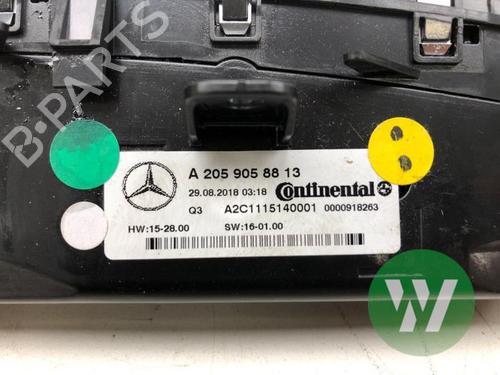 B-PARTS
A 205 905 88 13
29.08.2018 03:18 Continental
Q3 A2C1115140001 0000918263
HW:15-28.00 SW:16-01.00
W